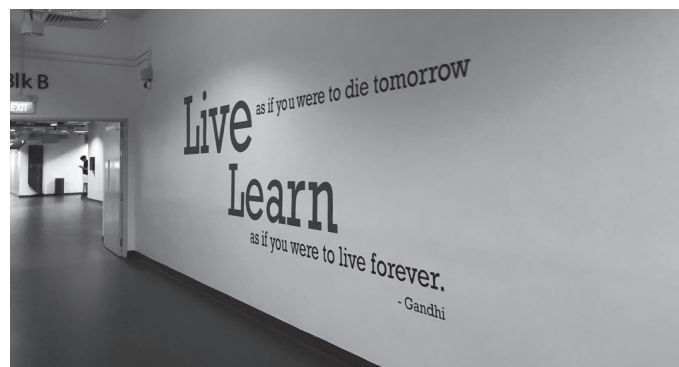 Blk B
EXIT
Live as if you were to die tomorrow
Learn
as if you were to live forever.
- Gandhi